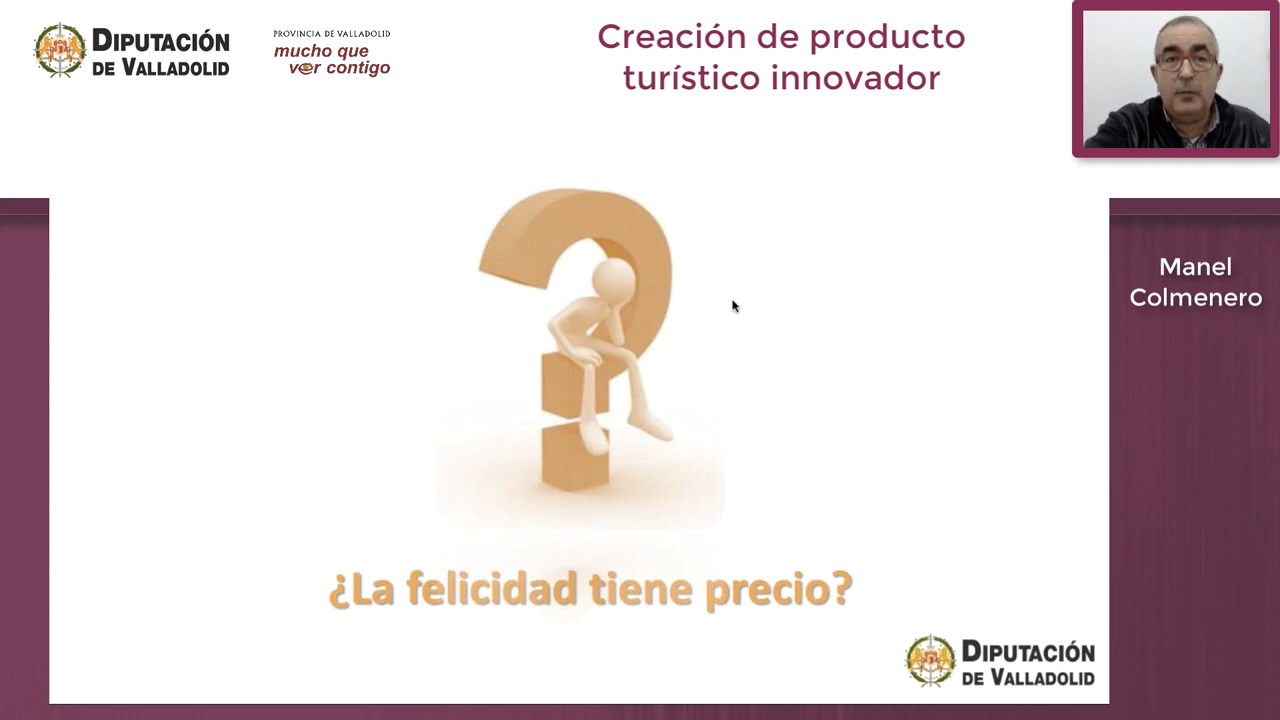 DIPUTACIÓN
DE VALLADOLID
PROVINCIA DE VALLADOLID
mucho que
ver contigo
Creación de producto
turístico innovador
Manel
Colmenero
¿La felicidad tiene precio?
DIPUTACIÓN
DE VALLADOLID